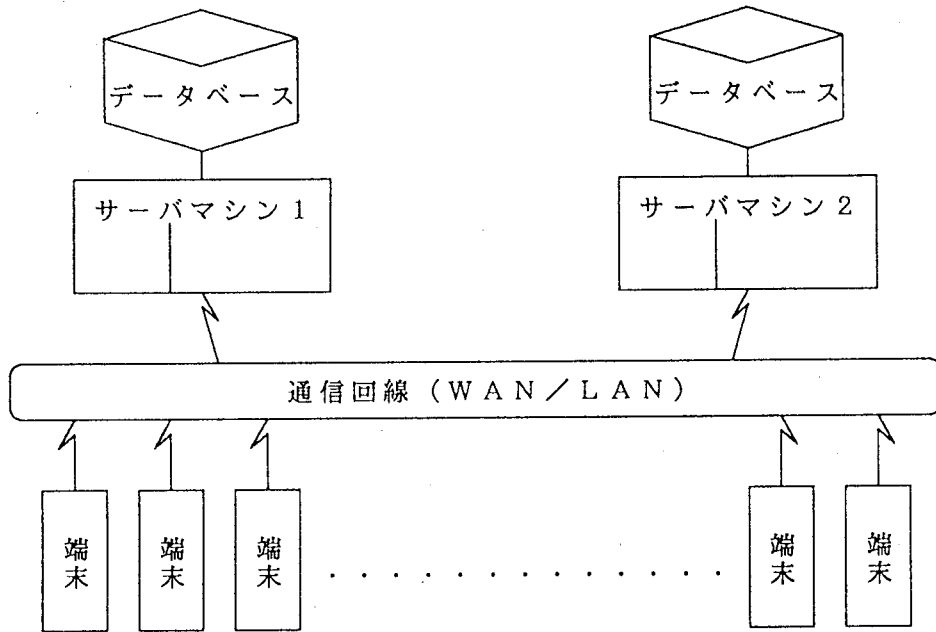 データベース
データベース
サーバマシン1
サーバマシン2
通信回線(WAN/LAN)
端末
端末
端末
端末
端末